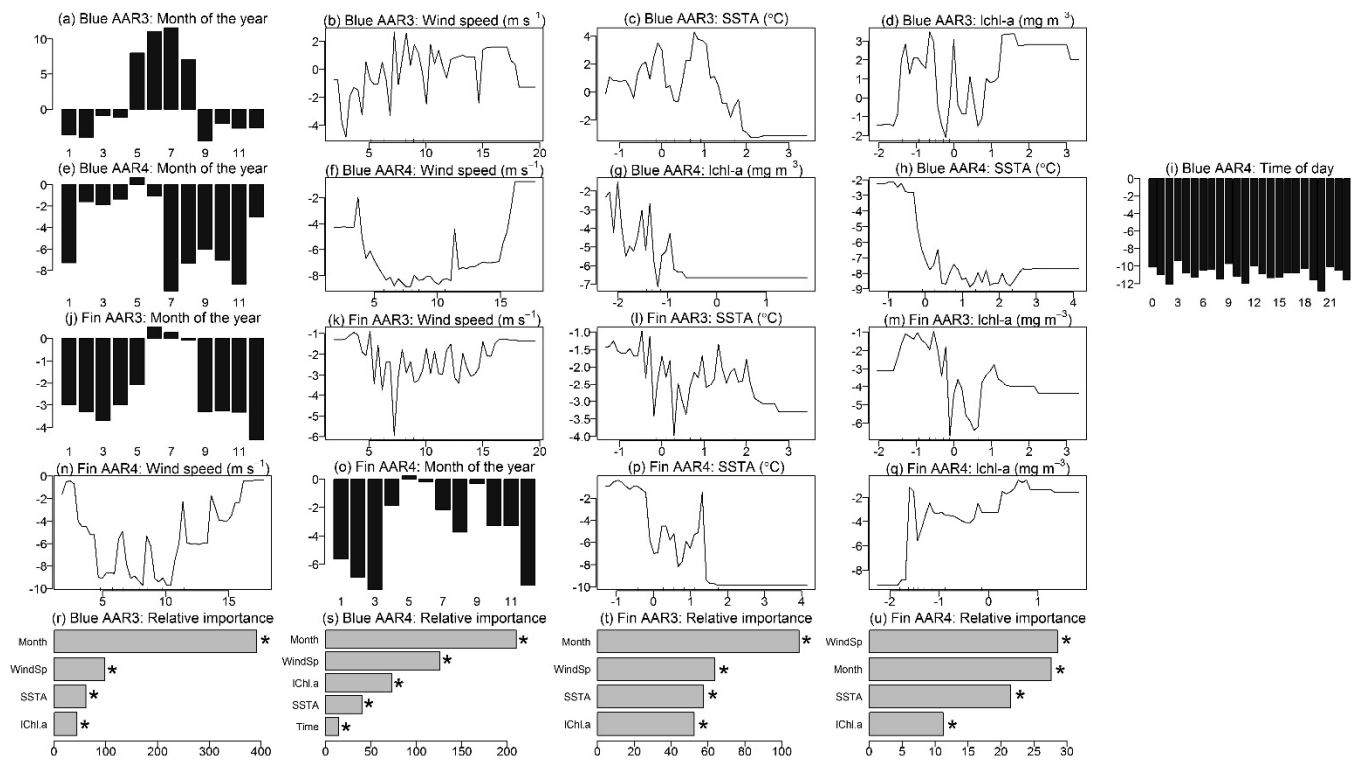 (a) Blue AAR3: Month of the year
10
5
0
1 3 5 7 9 11
(b) Blue AAR3: Wind speed (m s⁻¹)
2
0
-2
-4
5 10 15 20
(c) Blue AAR3: SSTA (°C)
4
2
0
-2
-1 0 1 2 3
(d) Blue AAR3: lchl-a (mg m⁻³)
3
2
1
0
-1
-2
-2 -1 0 1 2 3
(e) Blue AAR4: Month of the year
0
-2
-4
-6
-8
1 3 5 7 9 11
(f) Blue AAR4: Wind speed (m s⁻¹)
-2
-4
-6
-8
5 10 15
(g) Blue AAR4: lchl-a (mg m⁻³)
-2
-3
-4
-5
-6
-7
-2 -1 0 1
(h) Blue AAR4: SSTA (°C)
-2
-3
-4
-5
-6
-7
-8
-9
-1 0 1 2 3 4
(i) Blue AAR4: Time of day
0
-2
-4
-6
-8
-10
-12
0 3 6 9 12 15 18 21
(j) Fin AAR3: Month of the year
0
-1
-2
-3
-4
1 3 5 7 9 11
(k) Fin AAR3: Wind speed (m s⁻¹)
-1
-2
-3
-4
-5
-6
5 10 15 20
(l) Fin AAR3: SSTA (°C)
-1.0
-1.5
-2.0
-2.5
-3.0
-3.5
-4.0
-1 0 1 2 3
(m) Fin AAR3: lchl-a (mg m⁻³)
-1
-2
-3
-4
-5
-6
-2 -1 0 1 2 3
(n) Fin AAR4: Wind speed (m s⁻¹)
0
-2
-4
-6
-8
-10
5 10 15
(o) Fin AAR4: Month of the year
0
-2
-4
-6
1 3 5 7 9 11
(p) Fin AAR4: SSTA (°C)
0
-2
-4
-6
-8
-10
-1 0 1 2 3 4
(q) Fin AAR4: lchl-a (mg m⁻³)
-2
-4
-6
-8
-2 -1 0 1
(r) Blue AAR3: Relative importance
Month *
WindSp *
SSTA *
lChl.a *
0 100 200 300 400
(s) Blue AAR4: Relative importance
Month *
WindSp *
lChl.a *
SSTA *
Time *
0 50 100 150 200
(t) Fin AAR3: Relative importance
Month *
WindSp *
SSTA *
lChl.a *
0 20 40 60 80 100
(u) Fin AAR4: Relative importance
WindSp *
Month *
SSTA *
lChl.a *
0 5 10 15 20 25 30